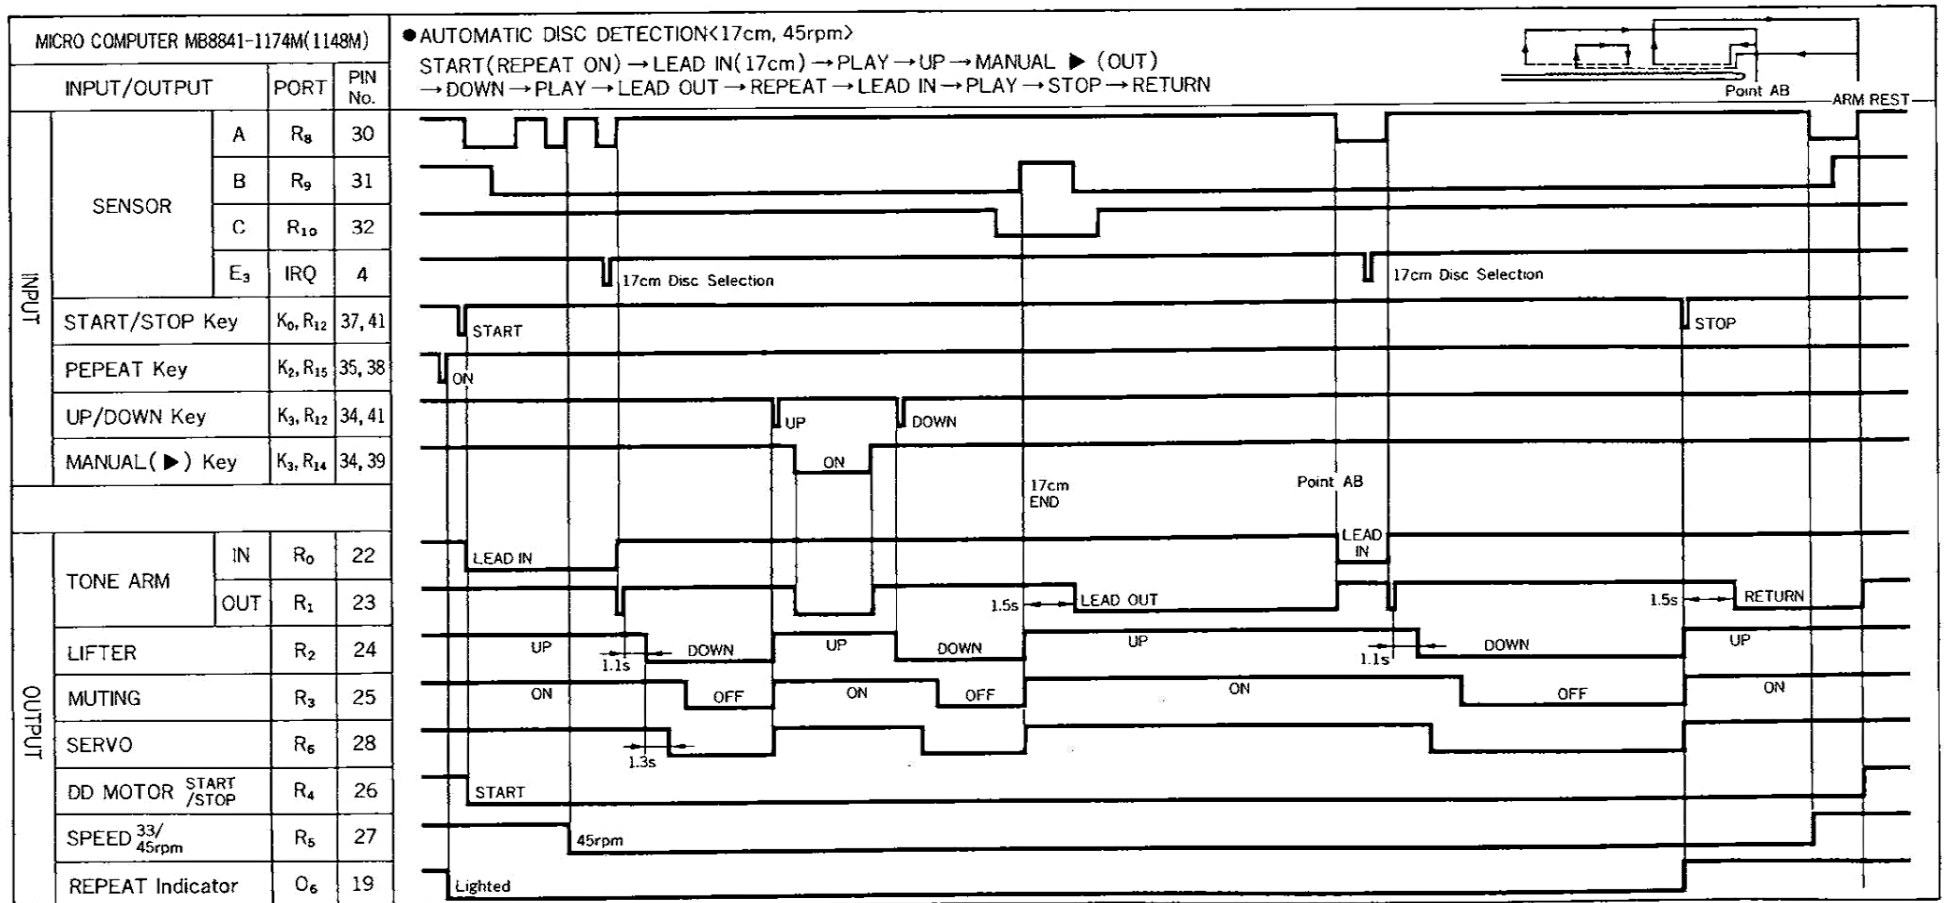 MICRO COMPUTER MB8841-1174M(1148M)
●AUTOMATIC DISC DETECTION<17cm, 45rpm>
START(REPEAT ON)→LEAD IN(17cm)→PLAY→UP→MANUAL ▶ (OUT)
→DOWN→PLAY→LEAD OUT→REPEAT→LEAD IN→PLAY→STOP→RETURN
Point AB
ARM REST
INPUT/OUTPUT PORT PIN No.
INPUT
SENSOR
A R8 30
B R9 31
C R10 32
E3 IRQ 4
17cm Disc Selection
17cm Disc Selection
START/STOP Key K0, R12 37, 41
START
STOP
PEPEAT Key K2, R15 35, 38
ON
UP/DOWN Key K3, R12 34, 41
UP
DOWN
MANUAL(▶) Key K3, R14 34, 39
ON
17cm
END
Point AB
OUTPUT
TONE ARM
IN R0 22
LEAD IN
LEAD
IN
OUT R1 23
1.5s
LEAD OUT
1.5s
RETURN
LIFTER R2 24
UP
1.1s
DOWN
UP
DOWN
UP
1.1s
DOWN
UP
MUTING R3 25
ON
OFF
ON
OFF
ON
OFF
ON
SERVO R6 28
1.3s
DD MOTOR START/STOP R4 26
START
SPEED 33/45rpm R5 27
45rpm
REPEAT Indicator O6 19
Lighted